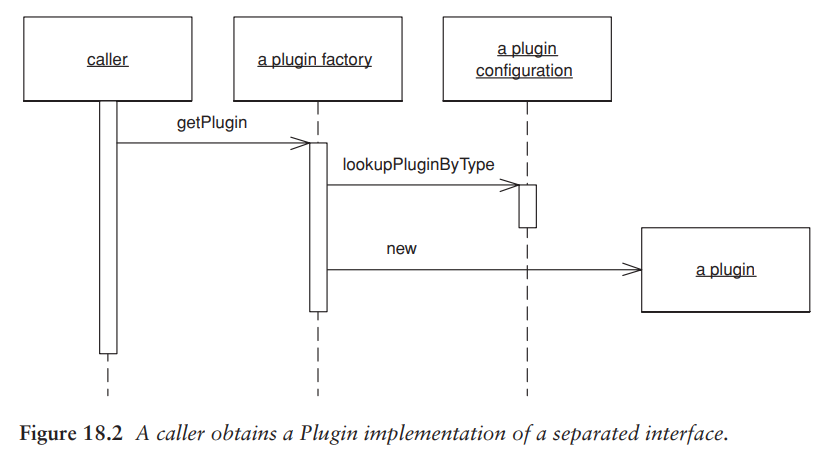 caller
a plugin factory
a plugin
configuration
getPlugin
lookupPluginByType
new
a plugin
Figure 18.2 A caller obtains a Plugin implementation of a separated interface.